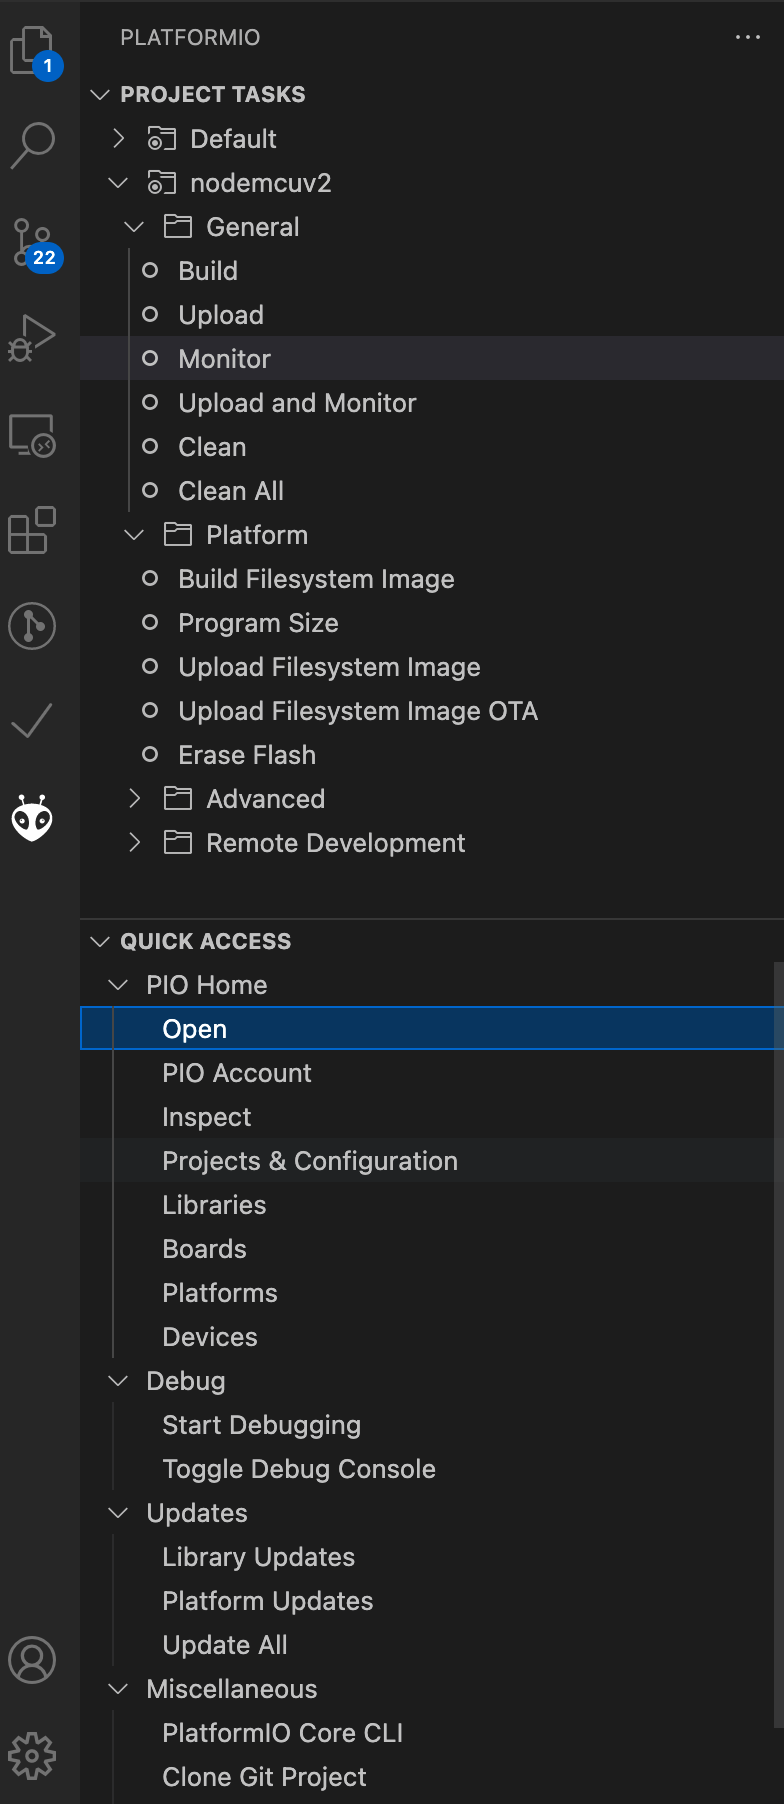 PLATFORMIO
1
PROJECT TASKS
Default
nodemcuv2
General
22
Build
Upload
Monitor
Upload and Monitor
Clean
Clean All
Platform
Build Filesystem Image
Program Size
Upload Filesystem Image
Upload Filesystem Image OTA
Erase Flash
Advanced
Remote Development
QUICK ACCESS
PIO Home
Open
PIO Account
Inspect
Projects & Configuration
Libraries
Boards
Platforms
Devices
Debug
Start Debugging
Toggle Debug Console
Updates
Library Updates
Platform Updates
Update All
Miscellaneous
PlatformIO Core CLI
Clone Git Project